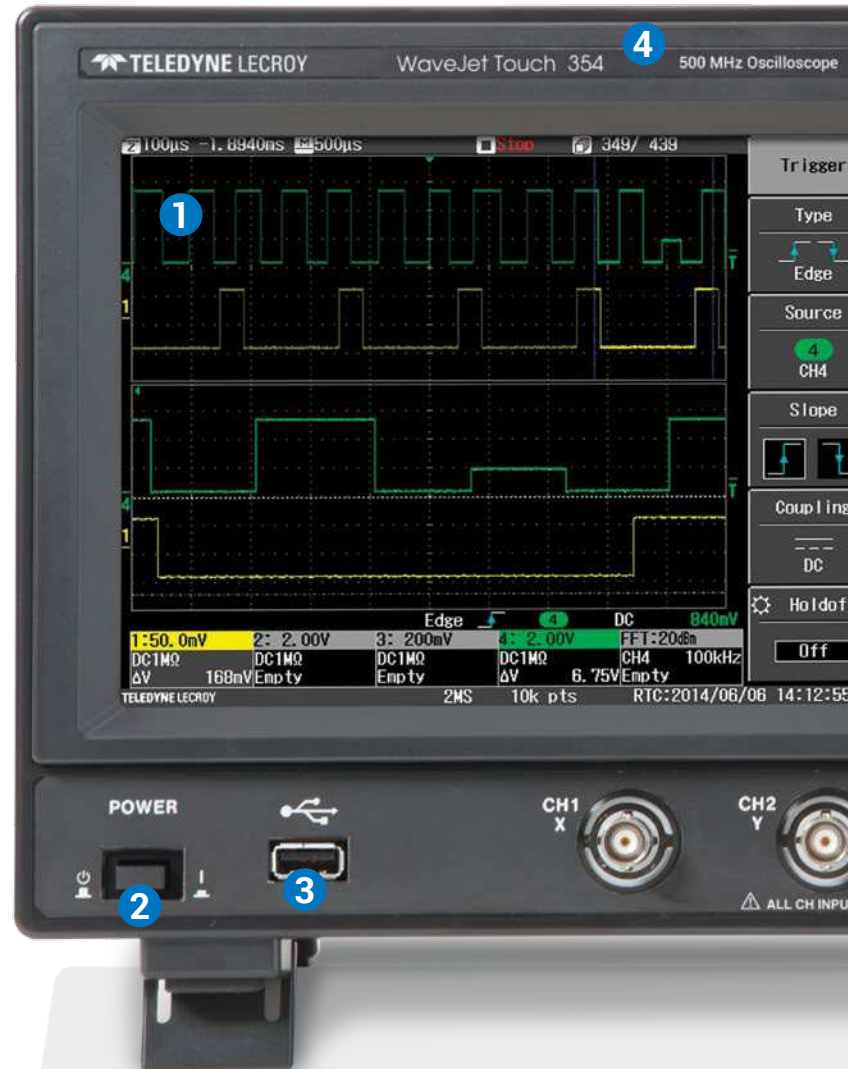 4
TELEDYNE LECROY WaveJet Touch 354 500 MHz Oscilloscope
Z 100µs -1.8940ms M 500µs Stop 349/ 439
Trigger
1
Type
Edge
Source
4
CH4
Slope
Coupling
DC
Holdof
Off
T
4
1
T
4
1
Edge 4 DC 840mV
1:50.0mV 2: 2.00V 3: 200mV 4: 2.00V FFT:20dBm
DC1MΩ DC1MΩ DC1MΩ DC1MΩ CH4 100kHz
ΔV 168mV Empty Empty ΔV 6.75V Empty
TELEDYNE LECROY 2MS 10k pts RTC:2014/06/06 14:12:55
POWER
CH1
X
CH2
Y
2
3
ALL CH INPU